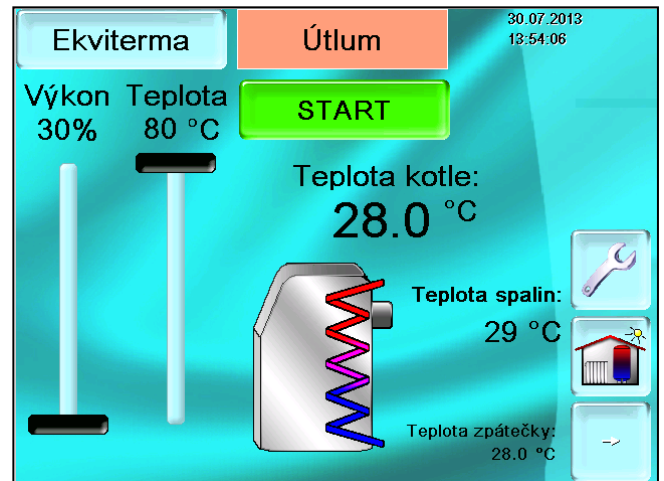 Ekviterma
Útlum
30.07.2013
13:54:06
Výkon
30%
Teplota
80 °C
START
Teplota kotle:
28.0 °C
Teplota spalin:
29 °C
Teplota zpátečky:
28.0 °C